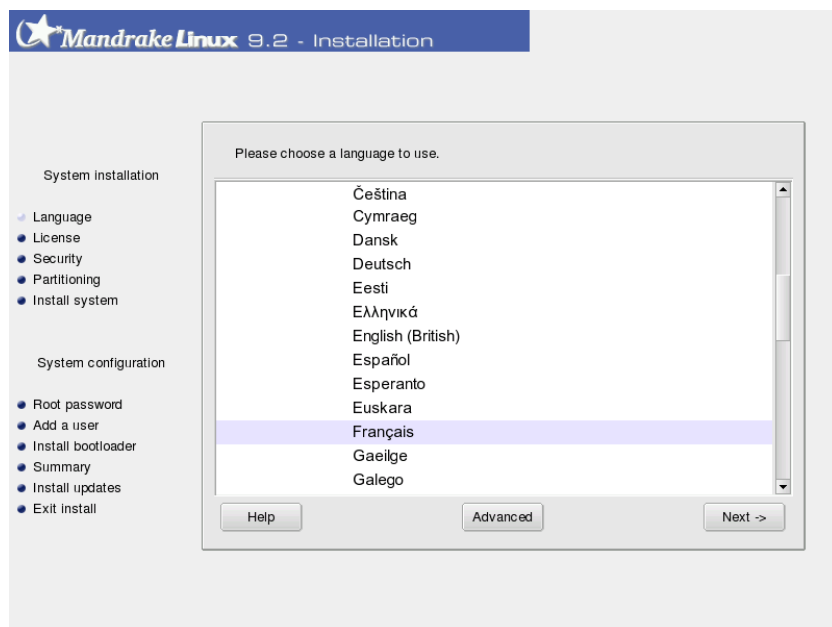 MandrakeLinux 9.2 - Installation
System installation
Language
License
Security
Partitioning
Install system
System configuration
Root password
Add a user
Install bootloader
Summary
Install updates
Exit install
Please choose a language to use.
Čeština
Cymraeg
Dansk
Deutsch
Eesti
Ελληνικά
English (British)
Español
Esperanto
Euskara
Français
Gaeilge
Galego
Help
Advanced
Next ->